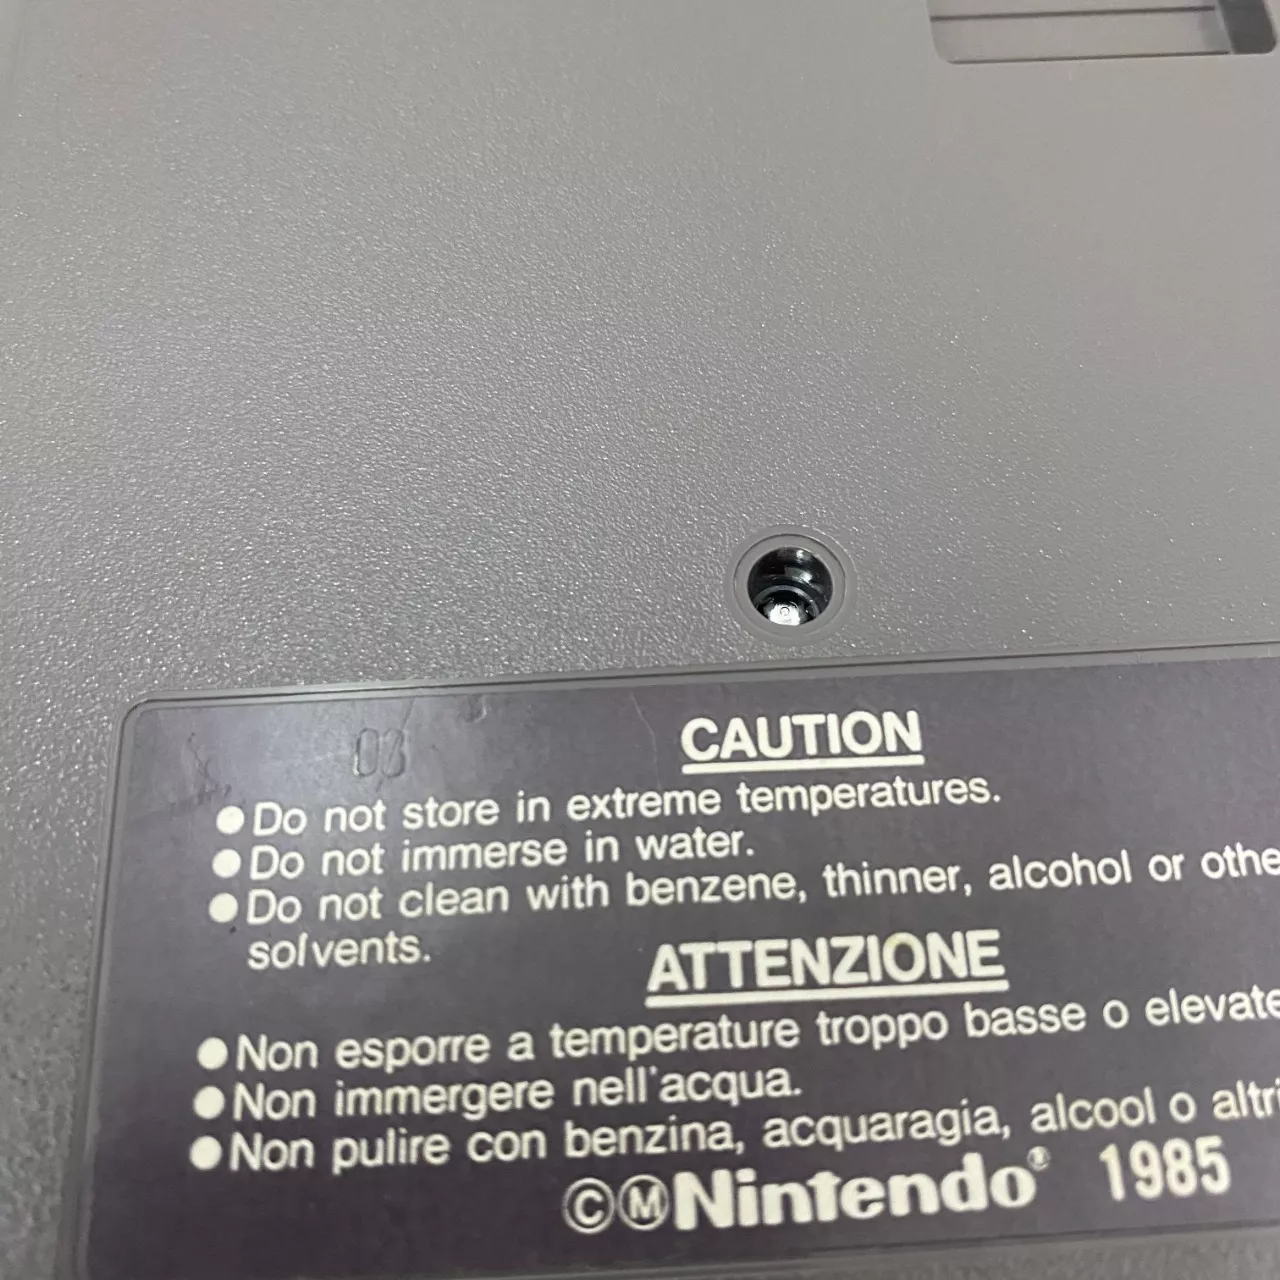 03
CAUTION
●Do not store in extreme temperatures.
●Do not immerse in water.
●Do not clean with benzene, thinner, alcohol or othe
solvents.
ATTENZIONE
●Non esporre a temperature troppo basse o elevate
●Non immergere nell'acqua.
●Non pulire con benzina, acquaragia, alcool o altri
©ⓂNintendo® 1985